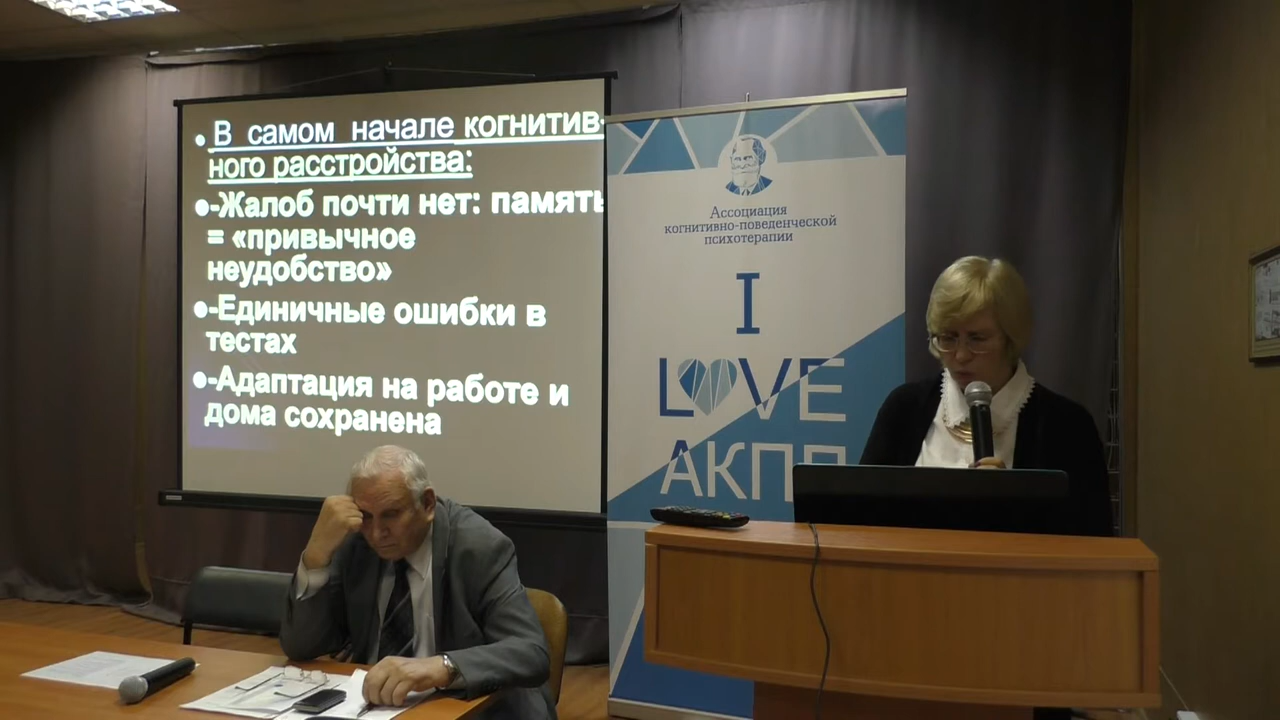 • В самом начале когнитив-
ного расстройства:
•-Жалоб почти нет: память
= «привычное
неудобство»
•-Единичные ошибки в
тестах
•-Адаптация на работе и
дома сохранена
Ассоциация
когнитивно-поведенческой
психотерапии
I
LOVE
АКПП